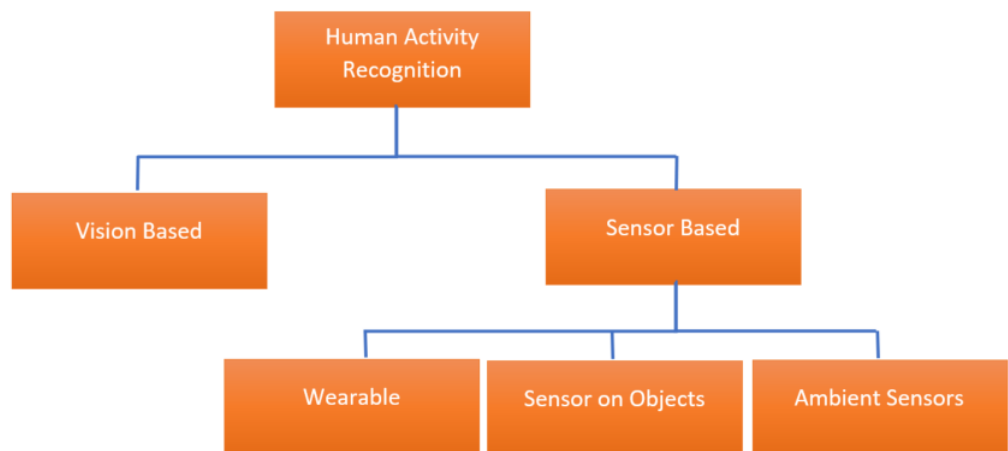 Human Activity
Recognition
Vision Based
Sensor Based
Wearable
Sensor on Objects
Ambient Sensors